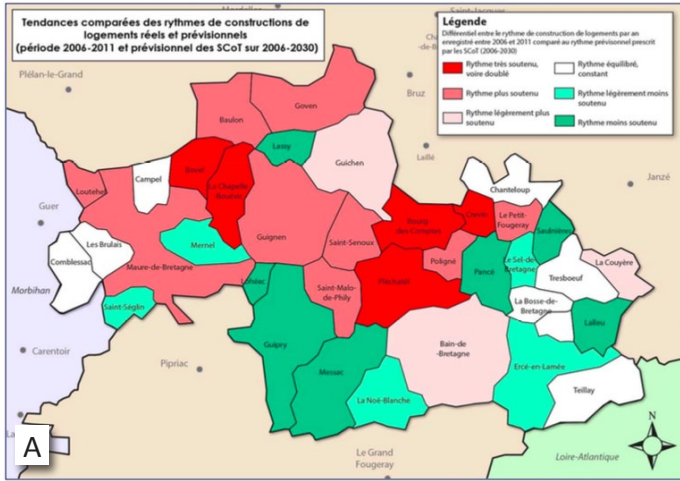 Tendances comparées des rythmes de constructions de
logements réels et prévisionnels
(période 2006-2011 et prévisionnel des SCoT sur 2006-2030)
Légende
Différentiel entre le rythme de construction de logements par an
enregistré entre 2006 et 2011 comparé au rythme prévisionnel prescrit
par les SCoT (2006-2030)
Rythme très soutenu,
voire doublé
Rythme plus soutenu
Rythme légèrement plus
soutenu
Rythme équilibré,
constant
Rythme légèrement moins
soutenu
Rythme moins soutenu
Plélan-le-Grand
Bruz
Laillé
Janzé
Guer
Morbihan
Carentoir
Pipriac
Le Grand
Fougeray
Loire-Atlantique
N
Goven
Baulon
Lassy
Guichen
Campel
Bovel
La Chapelle-
Bouëxic
Loutehel
Les Brulais
Comblessac
Mernel
Maure-de-Bretagne
Saint-Séglin
Guignen
Saint-Senoux
Saint-Malo-
de-Phily
Lohéac
Guipry
Messac
La Noë-Blanche
Bourg-
des-Comptes
Pléchatel
Poligné
Crevin
Chanteloup
Le Petit-
Fougeray
Saulnières
Pancé
Le Sel-de-
Bretagne
Tresboeuf
La Couyère
La Bosse-de-
Bretagne
Lalleu
Bain-de
-Bretagne
Ercé-en-Lamée
Teillay
A